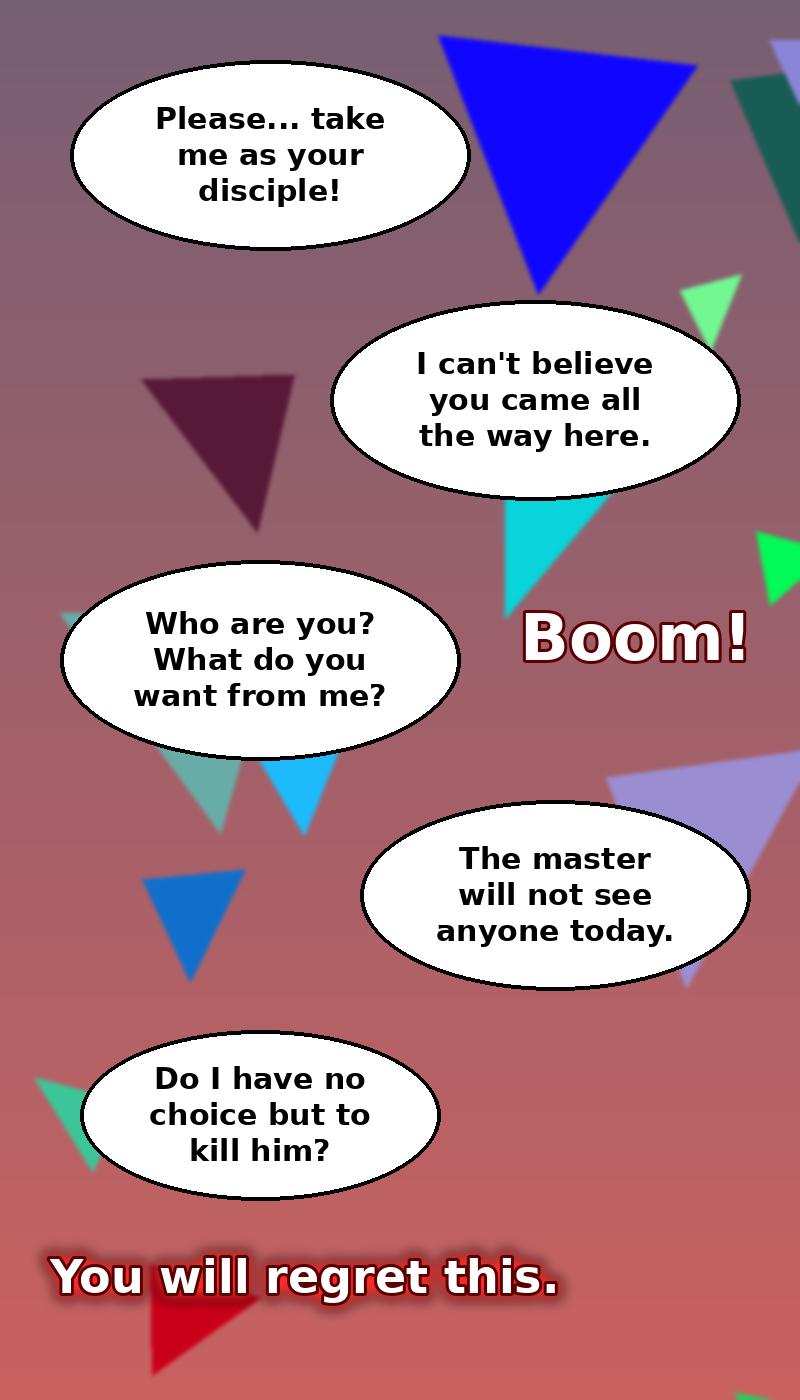 Please... take
me as your
disciple!
I can't believe
you came all
the way here.
Who are you?
What do you
want from me?
Boom!
The master
will not see
anyone today.
Do I have no
choice but to
kill him?
You will regret this.